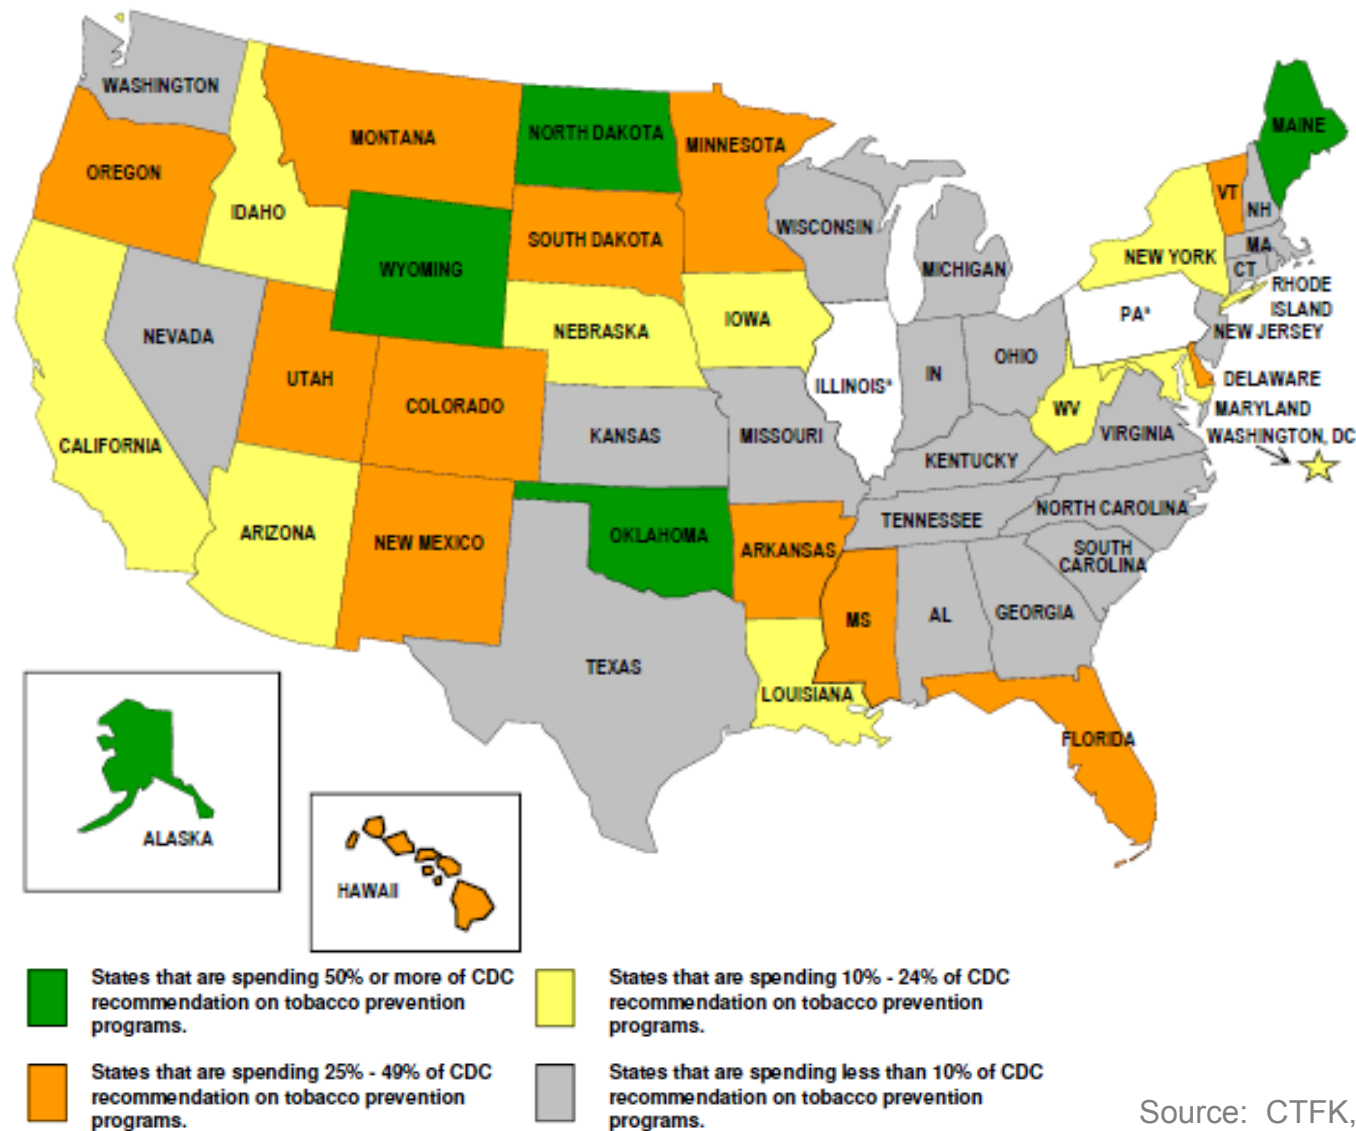 WASHINGTON
MONTANA
NORTH DAKOTA
MINNESOTA
MAINE
OREGON
IDAHO
WYOMING
SOUTH DAKOTA
WISCONSIN
MICHIGAN
NEW YORK
VT
NH
MA
CT
RHODE
ISLAND
NEVADA
UTAH
COLORADO
NEBRASKA
IOWA
ILLINOIS*
IN
OHIO
PA*
NEW JERSEY
DELAWARE
MARYLAND
WASHINGTON, DC
CALIFORNIA
KANSAS
MISSOURI
KENTUCKY
WV
VIRGINIA
ARIZONA
NEW MEXICO
OKLAHOMA
ARKANSAS
TENNESSEE
NORTH CAROLINA
SOUTH
CAROLINA
TEXAS
LOUISIANA
MS
AL
GEORGIA
FLORIDA
ALASKA
HAWAII
States that are spending 50% or more of CDC
recommendation on tobacco prevention
programs.
States that are spending 10% - 24% of CDC
recommendation on tobacco prevention
programs.
States that are spending 25% - 49% of CDC
recommendation on tobacco prevention
programs.
States that are spending less than 10% of CDC
recommendation on tobacco prevention
programs.
Source: CTFK,